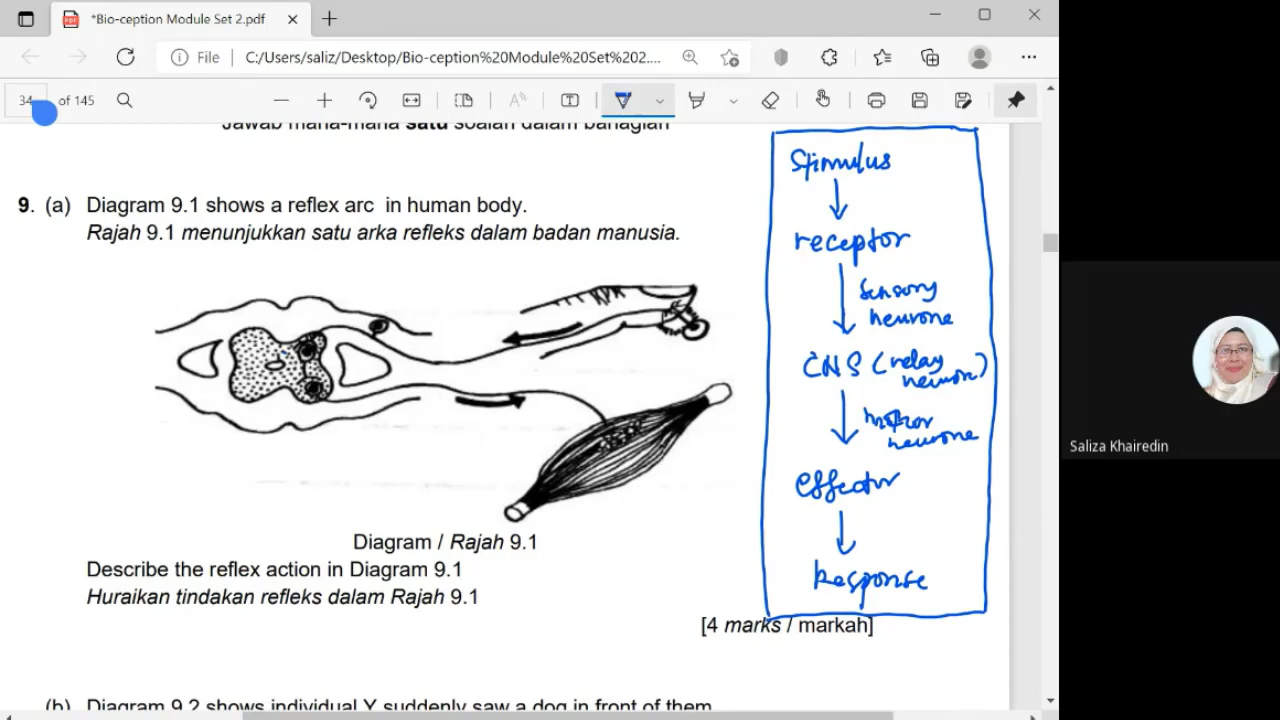 *Bio-ception Module Set 2.pdf
File
C:/Users/saliz/Desktop/Bio-ception%20Module%20Set%202....
34 of 145
Jawab mana-mana satu soalan dalam bahagian
9. (a) Diagram 9.1 shows a reflex arc in human body.
Rajah 9.1 menunjukkan satu arka refleks dalam badan manusia.
Stimulus
receptor
sensory
neurone
CNS (relay
neuron)
motor
neurone
effector
Response
Diagram / Rajah 9.1
Describe the reflex action in Diagram 9.1
Huraikan tindakan refleks dalam Rajah 9.1
[4 marks / markah]
(b) Diagram 9.2 shows individual Y suddenly saw a dog in front of them
Saliza Khairedin